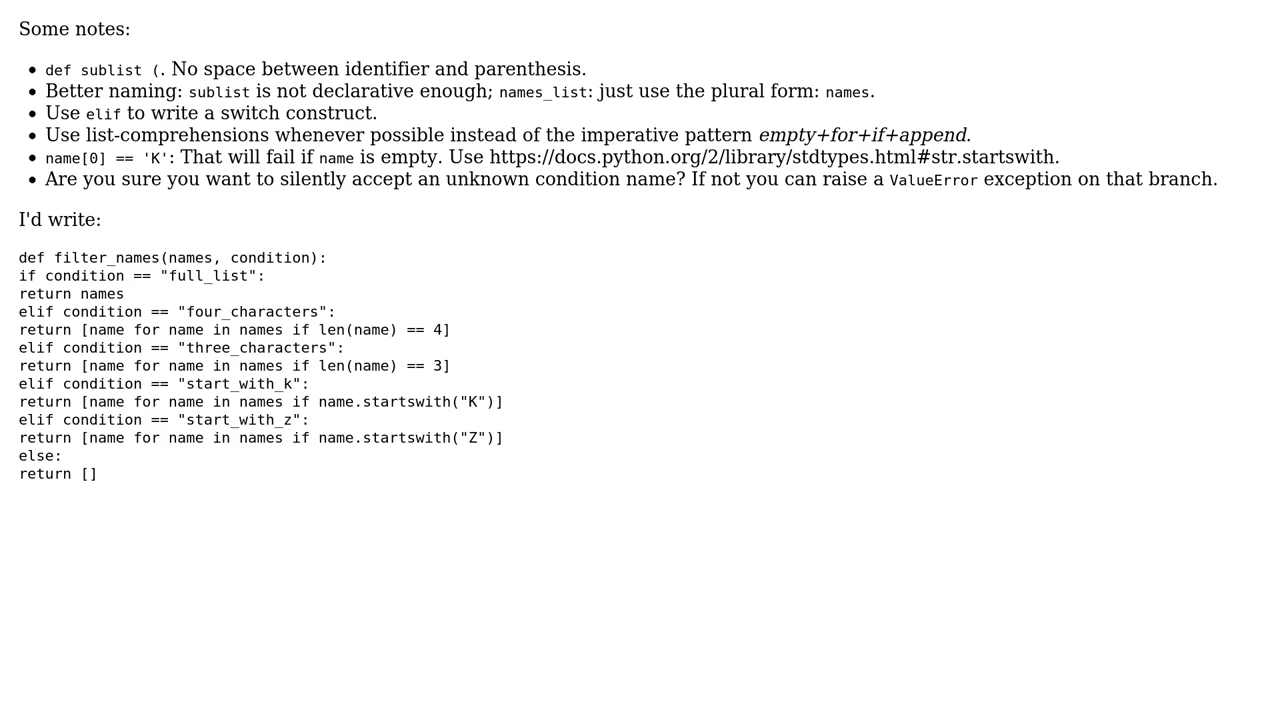 Some notes:
• def sublist (. No space between identifier and parenthesis.
• Better naming: sublist is not declarative enough; names_list: just use the plural form: names.
• Use elif to write a switch construct.
• Use list-comprehensions whenever possible instead of the imperative pattern empty+for+if+append.
• name[0] == 'K': That will fail if name is empty. Use https://docs.python.org/2/library/stdtypes.html#str.startswith.
• Are you sure you want to silently accept an unknown condition name? If not you can raise a ValueError exception on that branch.
I'd write:
def filter_names(names, condition):
if condition == "full_list":
return names
elif condition == "four_characters":
return [name for name in names if len(name) == 4]
elif condition == "three_characters":
return [name for name in names if len(name) == 3]
elif condition == "start_with_k":
return [name for name in names if name.startswith("K")]
elif condition == "start_with_z":
return [name for name in names if name.startswith("Z")]
else:
return []